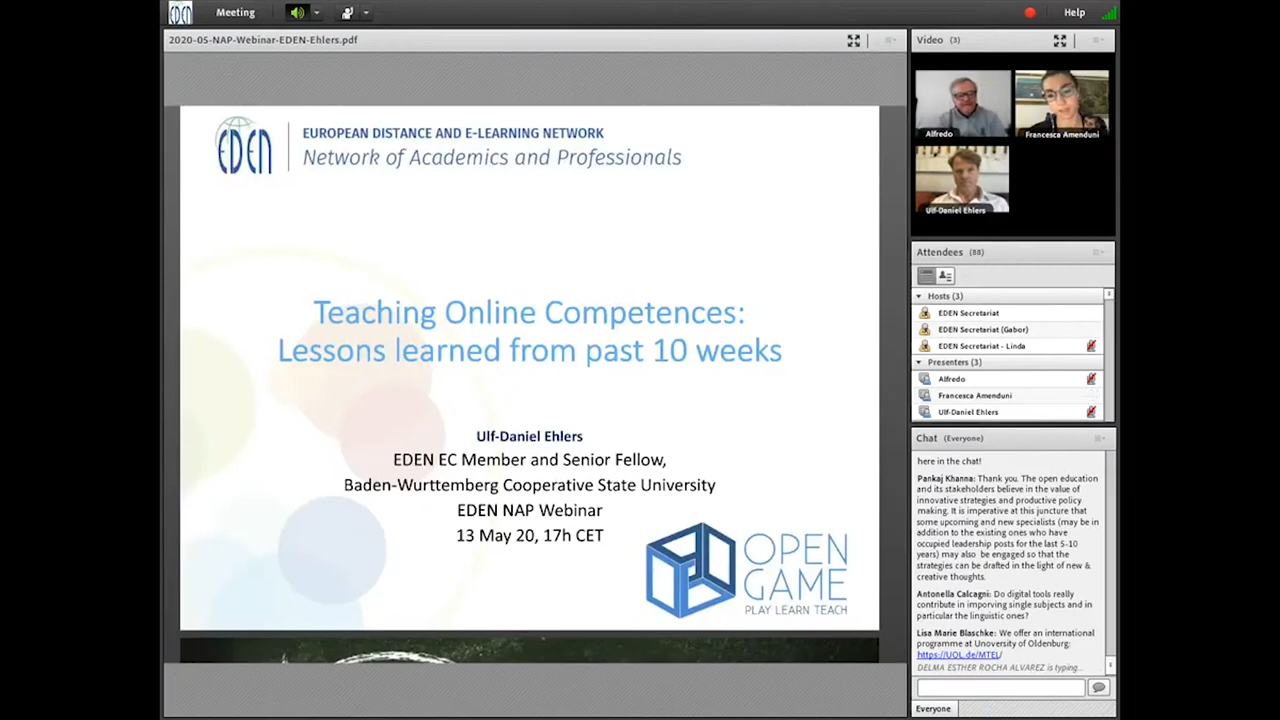 EDEN
Meeting
Help
2020-05-NAP-Webinar-EDEN-Ehlers.pdf
EDEN
EUROPEAN DISTANCE AND E-LEARNING NETWORK
Network of Academics and Professionals
Teaching Online Competences:
Lessons learned from past 10 weeks
Ulf-Daniel Ehlers
EDEN EC Member and Senior Fellow,
Baden-Wurttemberg Cooperative State University
EDEN NAP Webinar
13 May 20, 17h CET
OPEN
GAME
PLAY LEARN TEACH
Video (3)
Alfredo
Francesca Amenduni
Ulf-Daniel Ehlers
Attendees (88)
Hosts (3)
EDEN Secretariat
EDEN Secretariat (Gabor)
EDEN Secretariat - Linda
Presenters (3)
Alfredo
Francesca Amenduni
Ulf-Daniel Ehlers
Chat (Everyone)
here in the chat!
Pankaj Khanna: Thank you. The open education
and its stakeholders believe in the value of
innovative strategies and productive policy
making. It is imperative at this juncture that
some upcoming and new specialists (may be in
addition to the existing ones who have
occupied leadership posts for the last 5-10
years) may also be engaged so that the
strategies can be drafted in the light of new &
creative thoughts.
Antonella Calcagni: Do digital tools really
contribute in imporving single subjects and in
particular the linguistic ones?
Lisa Marie Blaschke: We offer an international
programme at Unoversity of Oldenburg:
https://UOL.de/MTEL/
DELMA ESTHER ROCHA ALVAREZ is typing...
Everyone